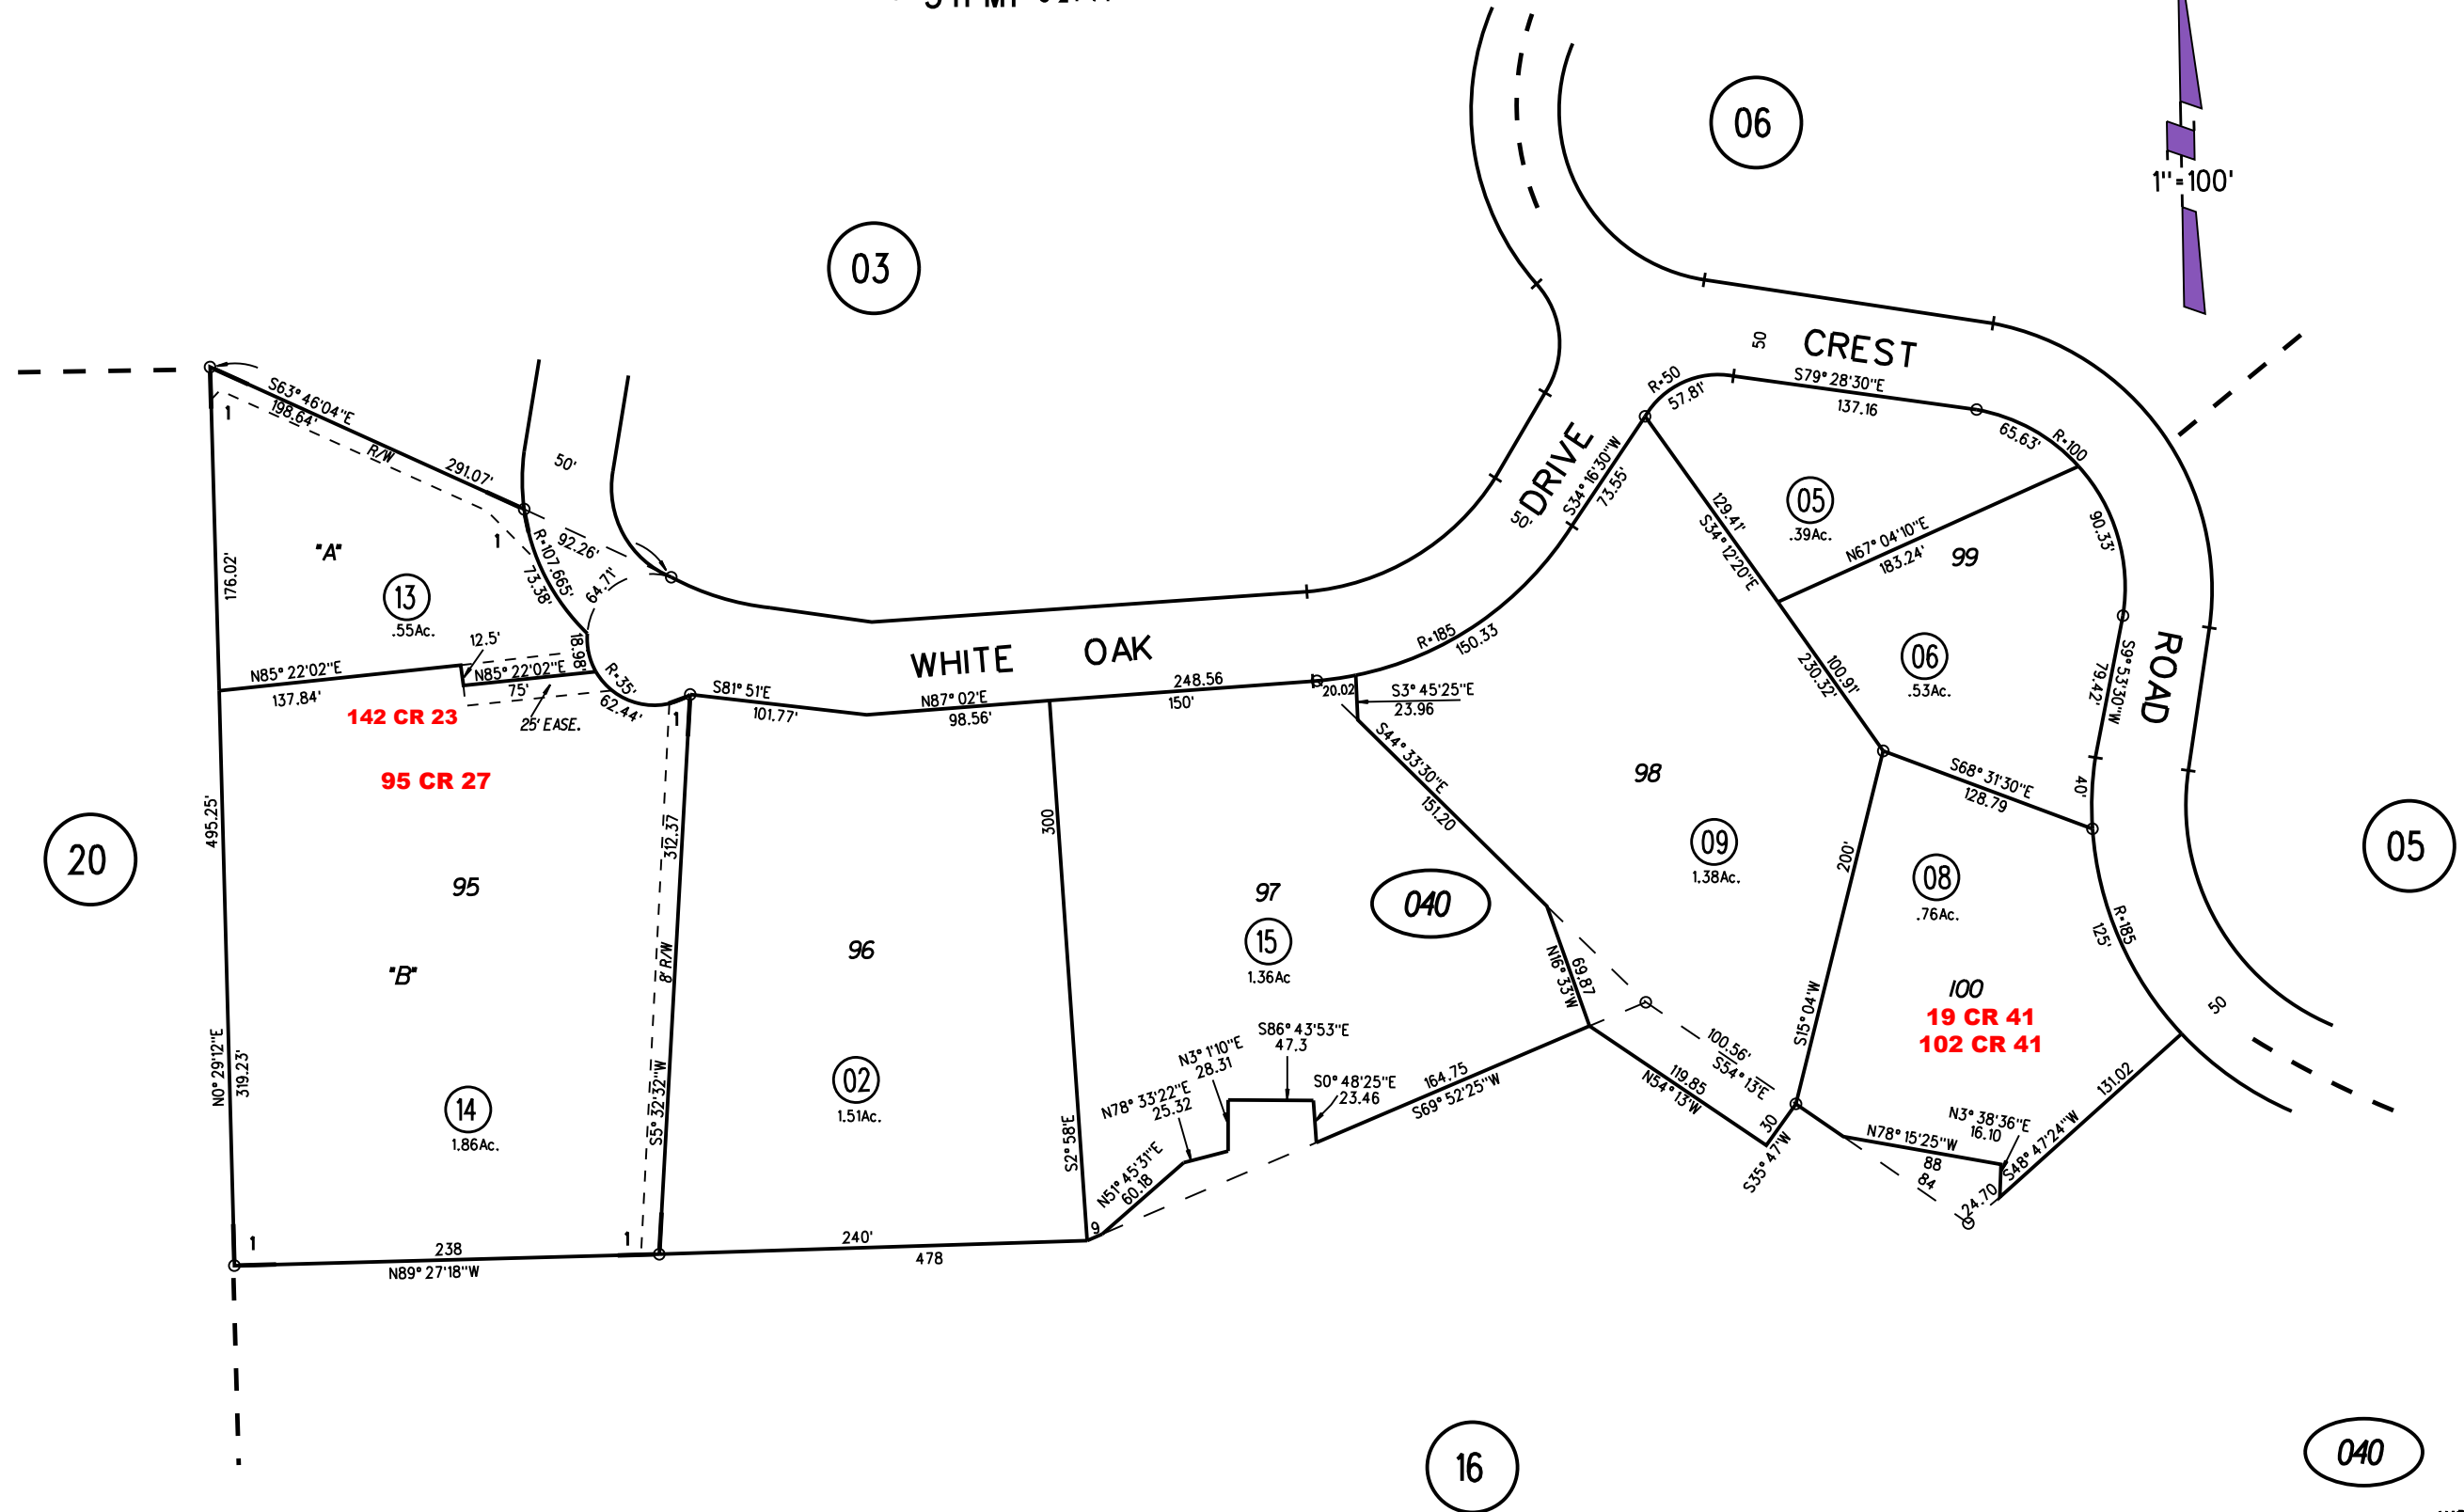 06
1"=100'
03
CREST
50
S79° 28'30"E
137.16
R=50
57.81'
65.63'
R=100
S63° 46'04"E
198.64'
1
R/W
291.07'
50'
DRIVE
50'
S34° 16'30"W
73.55'
05
.39Ac.
129.41'
S34° 12'20"E
N67° 04'10"E
183.24'
99
90.33'
"A"
176.02'
13
.55Ac.
1
R=107.665'
73.38'
92.26'
64.71'
12.5'
18.98'
N85° 22'02"E
137.84'
N85° 22'02"E
75'
R=35'
62.44'
25' EASE.
142 CR 23
95 CR 27
WHITE OAK
R=185
150.33
S81° 51'E
101.77'
N87° 02'E
98.56'
248.56
150'
20.02
S3° 45'25"E
23.96
06
.53Ac.
100.91'
230.32'
ROAD
S9° 53'30"W
79.42'
40'
S68° 31'30"E
128.79
S44° 33'30"E
151.20
98
09
1.38Ac.
200'
08
.76Ac.
05
20
495.25'
95
1
312.37
300
97
040
15
1.36Ac
96
8' R/W
"B"
N16° 33'W
69.87
R=185
125'
100
19 CR 41
102 CR 41
50
S15° 04'W
100.56'
S54° 13'E
S86° 43'53"E
47.3
N3° 1'10"E
28.31
N78° 33'22"E
25.32
S0° 48'25"E
23.46
164.75
S69° 52'25"W
119.85
N54° 13'W
30
S35° 47'W
N78° 15'25"W
88
84
N3° 38'36"E
16.10
131.02
S48° 47'24"W
24.70
N0° 29'12"E
319.23'
14
1.86Ac.
S5° 32'32"W
02
1.51Ac.
S2° 58'E
N51° 45'31"E
60.18
9
1
1
238
N89° 27'18"W
240'
478
16
040